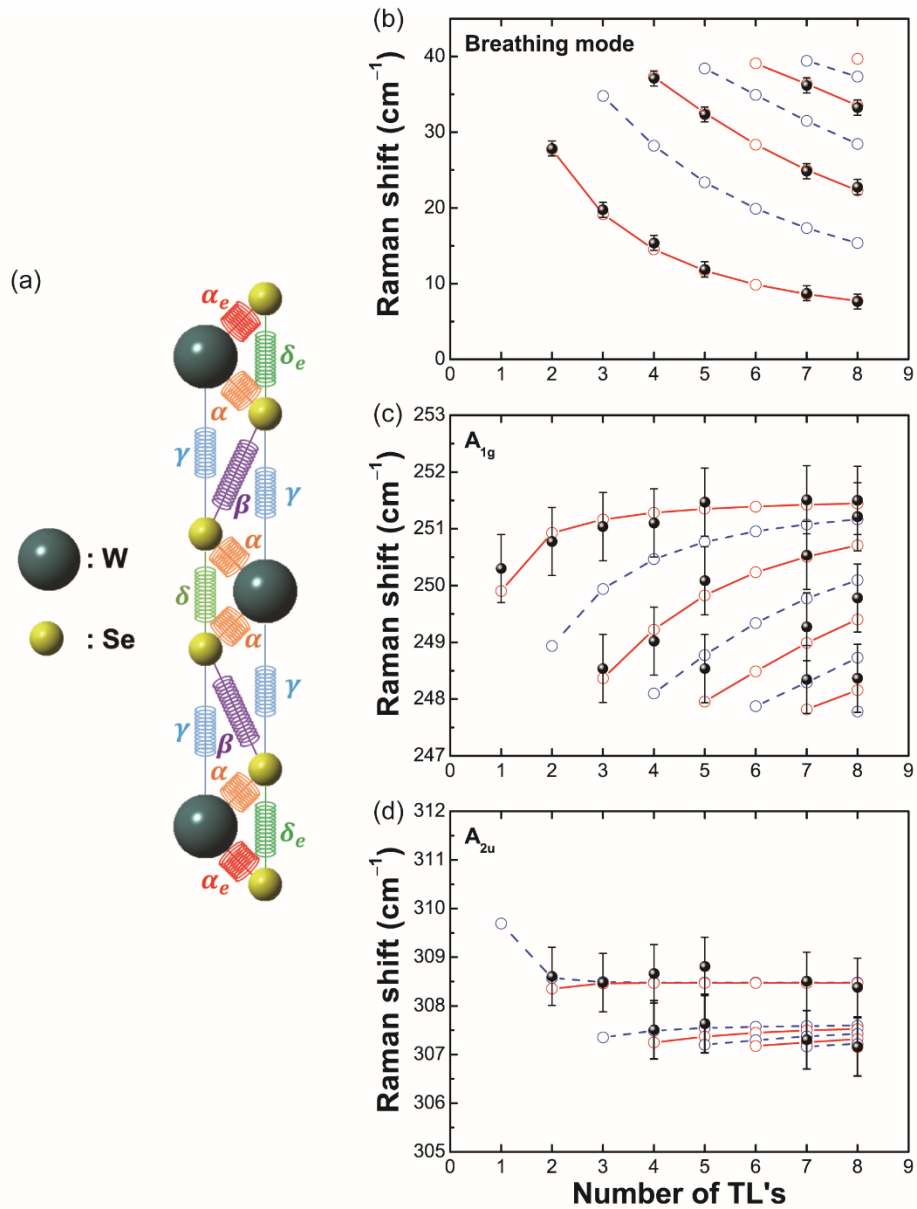 (a)
αe
δe
α
γ
β
γ
α
δ
α
γ
γ
β
α
δe
αe
: W
: Se
(b)
Breathing mode
Raman shift (cm⁻¹)
40
30
20
10
0
0 1 2 3 4 5 6 7 8 9
(c)
A1g
Raman shift (cm⁻¹)
253
252
251
250
249
248
247
0 1 2 3 4 5 6 7 8 9
(d)
A2u
Raman shift (cm⁻¹)
312
311
310
309
308
307
306
305
0 1 2 3 4 5 6 7 8 9
Number of TL's